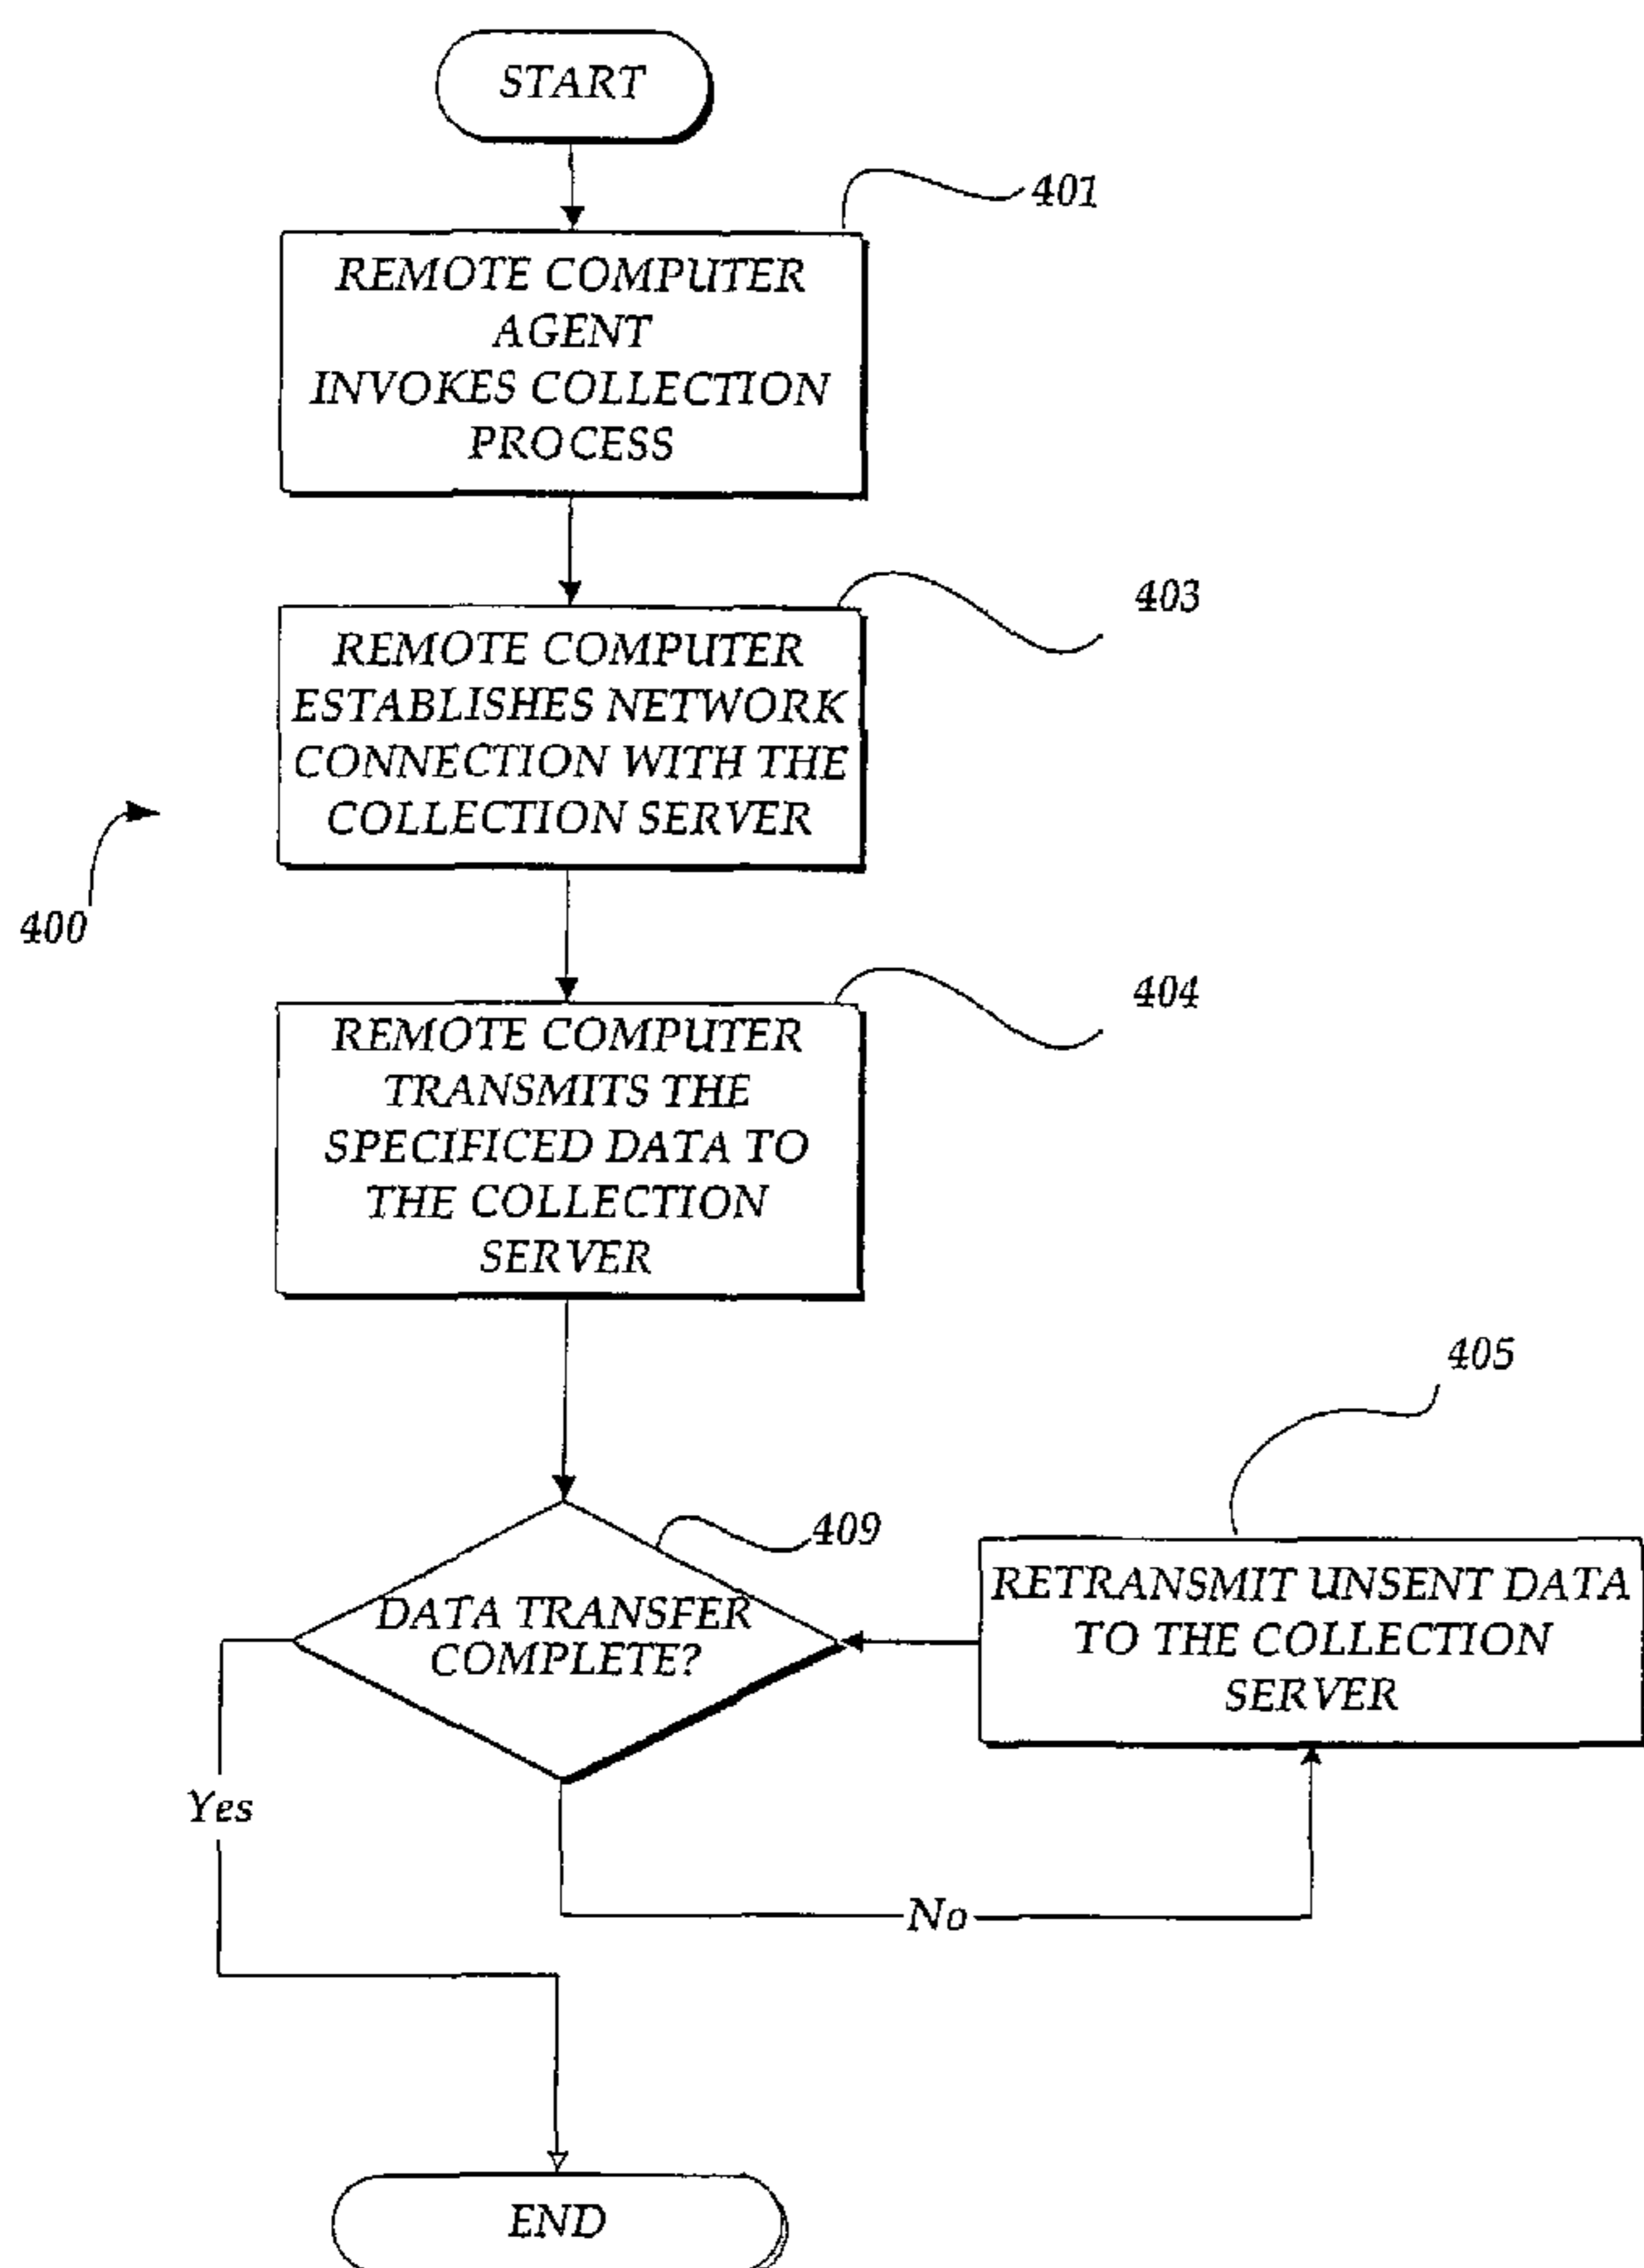 START
401
REMOTE COMPUTER
AGENT
INVOKES COLLECTION
PROCESS
403
REMOTE COMPUTER
ESTABLISHES NETWORK
CONNECTION WITH THE
COLLECTION SERVER
400
404
REMOTE COMPUTER
TRANSMITS THE
SPECIFICED DATA TO
THE COLLECTION
SERVER
405
409
DATA TRANSFER
COMPLETE?
RETRANSMIT UNSENT DATA
TO THE COLLECTION
SERVER
Yes
No
END